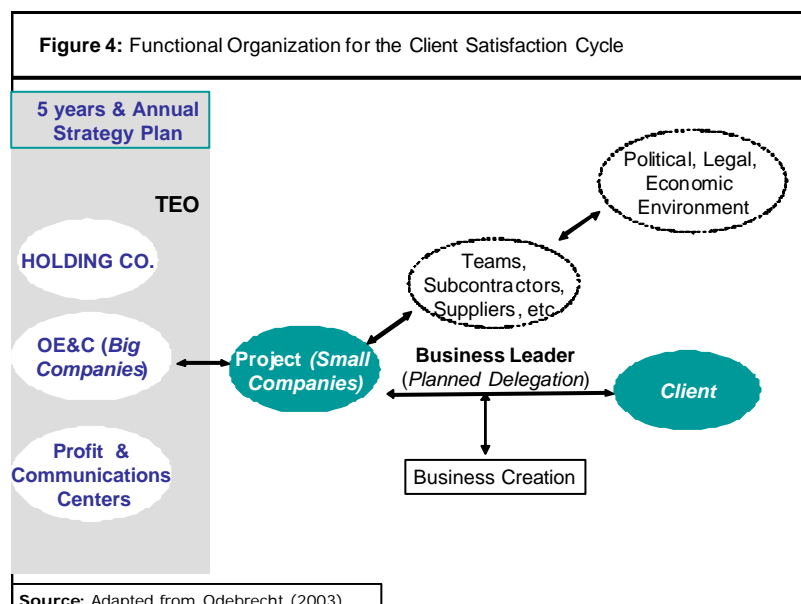 Figure 4: Functional Organization for the Client Satisfaction Cycle
5 years & Annual
Strategy Plan
TEO
HOLDING CO.
OE&C (Big
Companies)
Profit &
Communications
Centers
Project (Small
Companies)
Teams,
Subcontractors,
Suppliers, etc
Political, Legal,
Economic
Environment
Business Leader
(Planned Delegation)
Client
Business Creation
Source: Adapted from Odebrecht (2003)